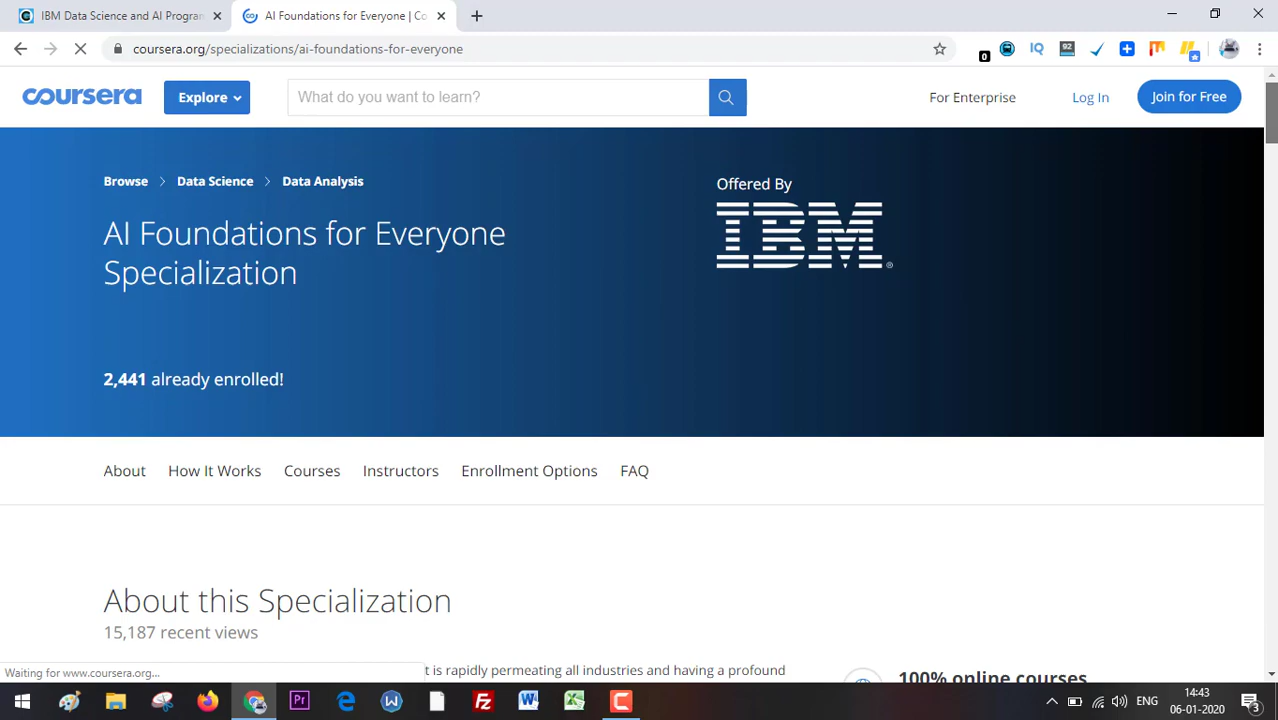 IBM Data Science and AI Program
AI Foundations for Everyone | Co
coursera.org/specializations/ai-foundations-for-everyone
0
IQ
92
coursera
Explore
What do you want to learn?
For Enterprise
Log In
Join for Free
Browse > Data Science > Data Analysis
Offered By
IBM®
AI Foundations for Everyone
Specialization
2,441 already enrolled!
About
How It Works
Courses
Instructors
Enrollment Options
FAQ
About this Specialization
15,187 recent views
t is rapidly permeating all industries and having a profound
100% online courses
Waiting for www.coursera.org...
Pr
W
Fz
W
X
C
ENG
14:43
06-01-2020
3